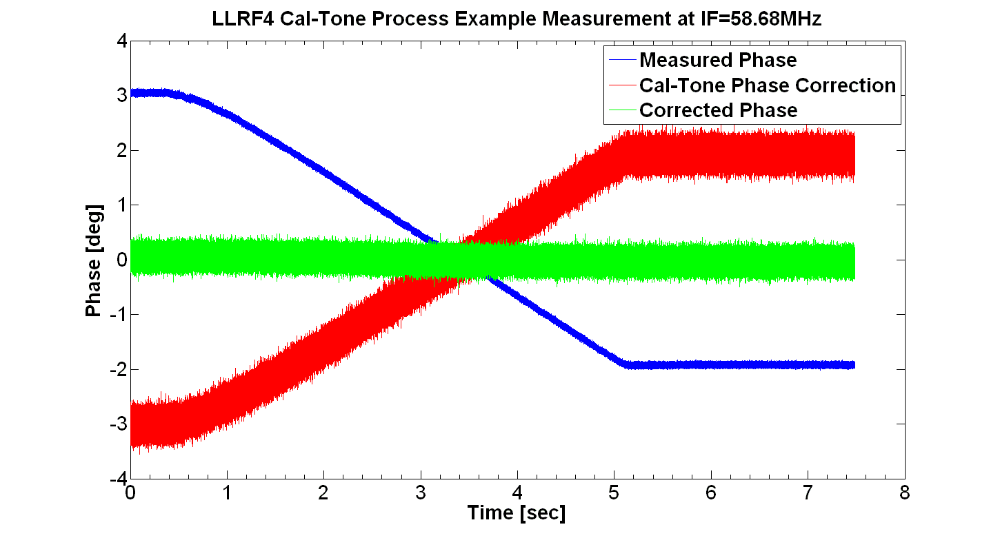 LLRF4 Cal-Tone Process Example Measurement at IF=58.68MHz
Measured Phase
Cal-Tone Phase Correction
Corrected Phase
4
3
2
1
0
-1
-2
-3
-4
Phase [deg]
0 1 2 3 4 5 6 7 8
Time [sec]